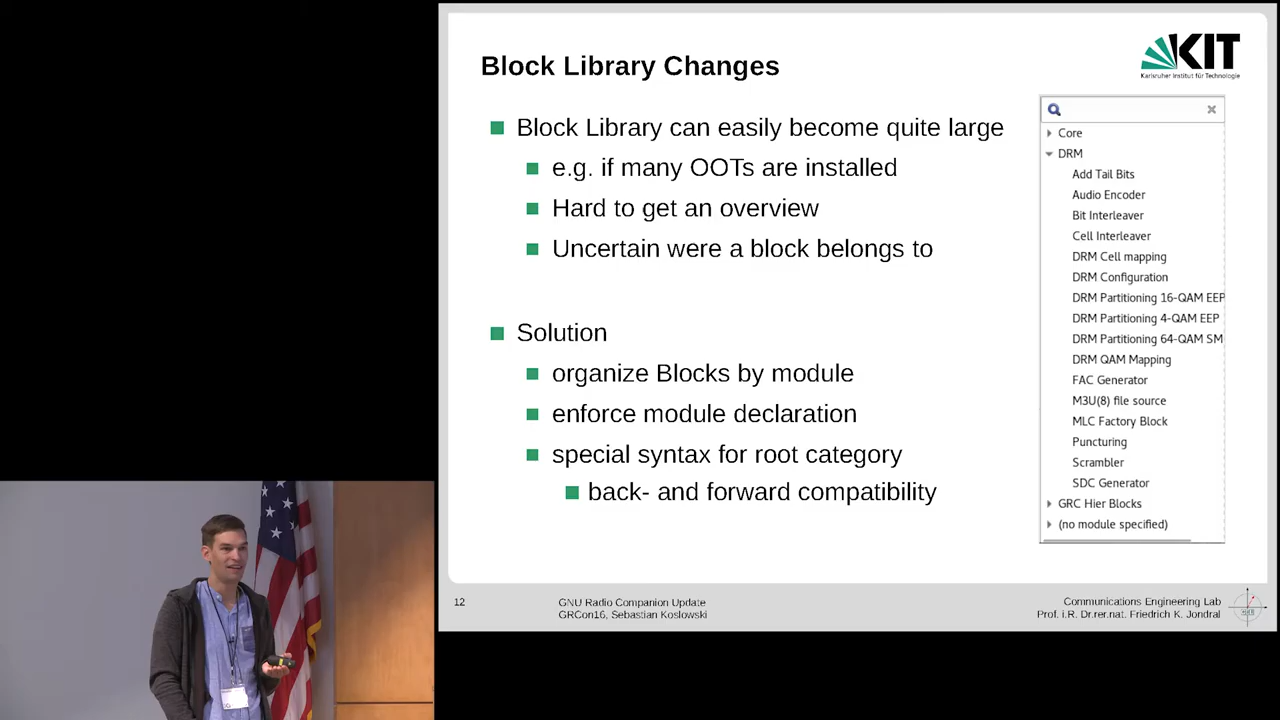 Block Library Changes
KIT
Karlsruher Institut für Technologie
Block Library can easily become quite large
e.g. if many OOTs are installed
Hard to get an overview
Uncertain were a block belongs to
Solution
organize Blocks by module
enforce module declaration
special syntax for root category
back- and forward compatibility
Core
DRM
Add Tail Bits
Audio Encoder
Bit Interleaver
Cell Interleaver
DRM Cell mapping
DRM Configuration
DRM Partitioning 16-QAM EEP
DRM Partitioning 4-QAM EEP
DRM Partitioning 64-QAM SM
DRM QAM Mapping
FAC Generator
M3U(8) file source
MLC Factory Block
Puncturing
Scrambler
SDC Generator
GRC Hier Blocks
(no module specified)
12
GNU Radio Companion Update
GRCon16, Sebastian Koslowski
Communications Engineering Lab
Prof. i.R. Dr.rer.nat. Friedrich K. Jondral